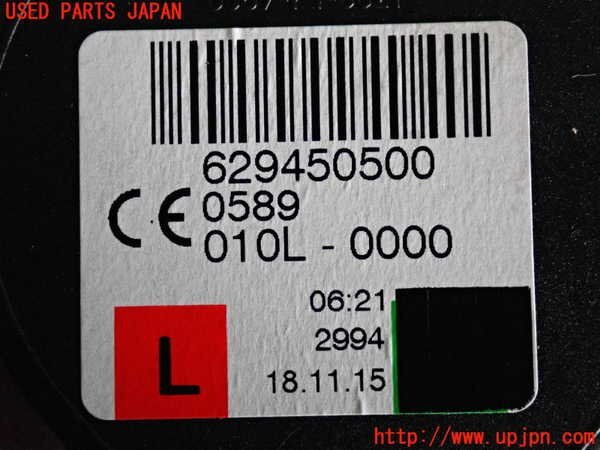 USED PARTS JAPAN
629450500
CE 0589
010L - 0000
06:21
2994
L
18.11.15
http://www.upjpn.com/